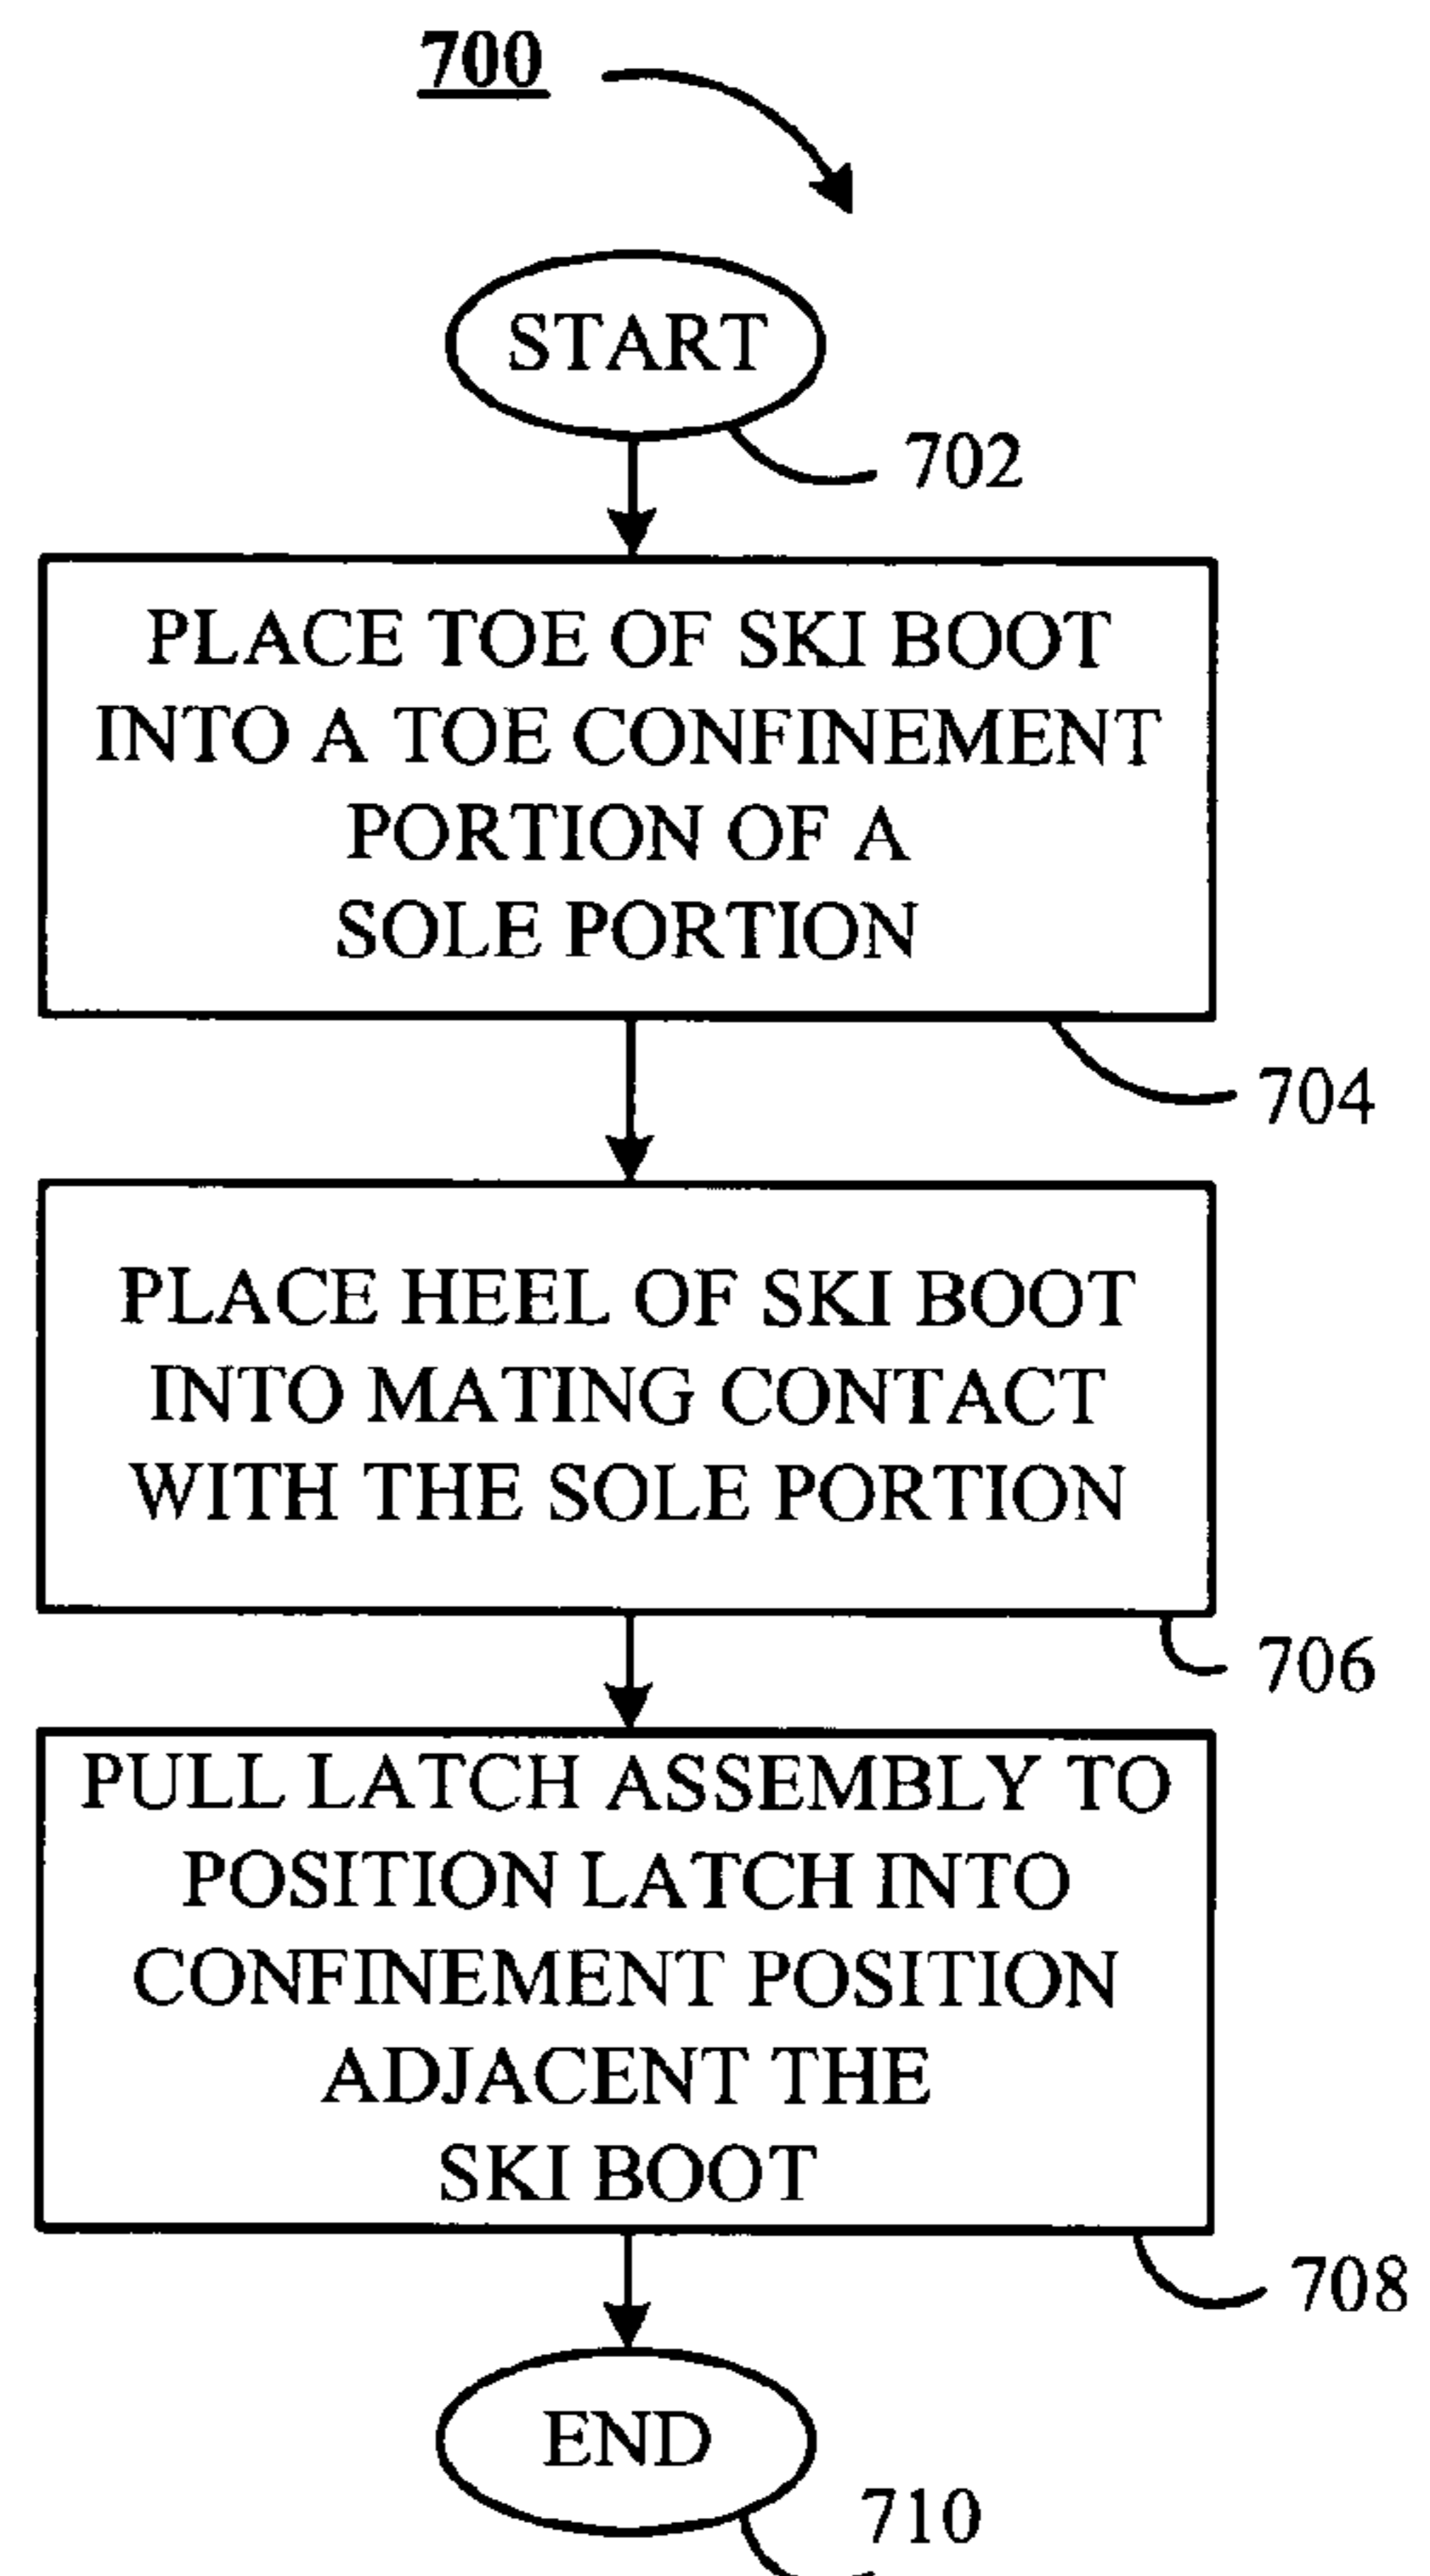 700
START
702
PLACE TOE OF SKI BOOT
INTO A TOE CONFINEMENT
PORTION OF A
SOLE PORTION
704
PLACE HEEL OF SKI BOOT
INTO MATING CONTACT
WITH THE SOLE PORTION
706
PULL LATCH ASSEMBLY TO
POSITION LATCH INTO
CONFINEMENT POSITION
ADJACENT THE
SKI BOOT
708
END
710